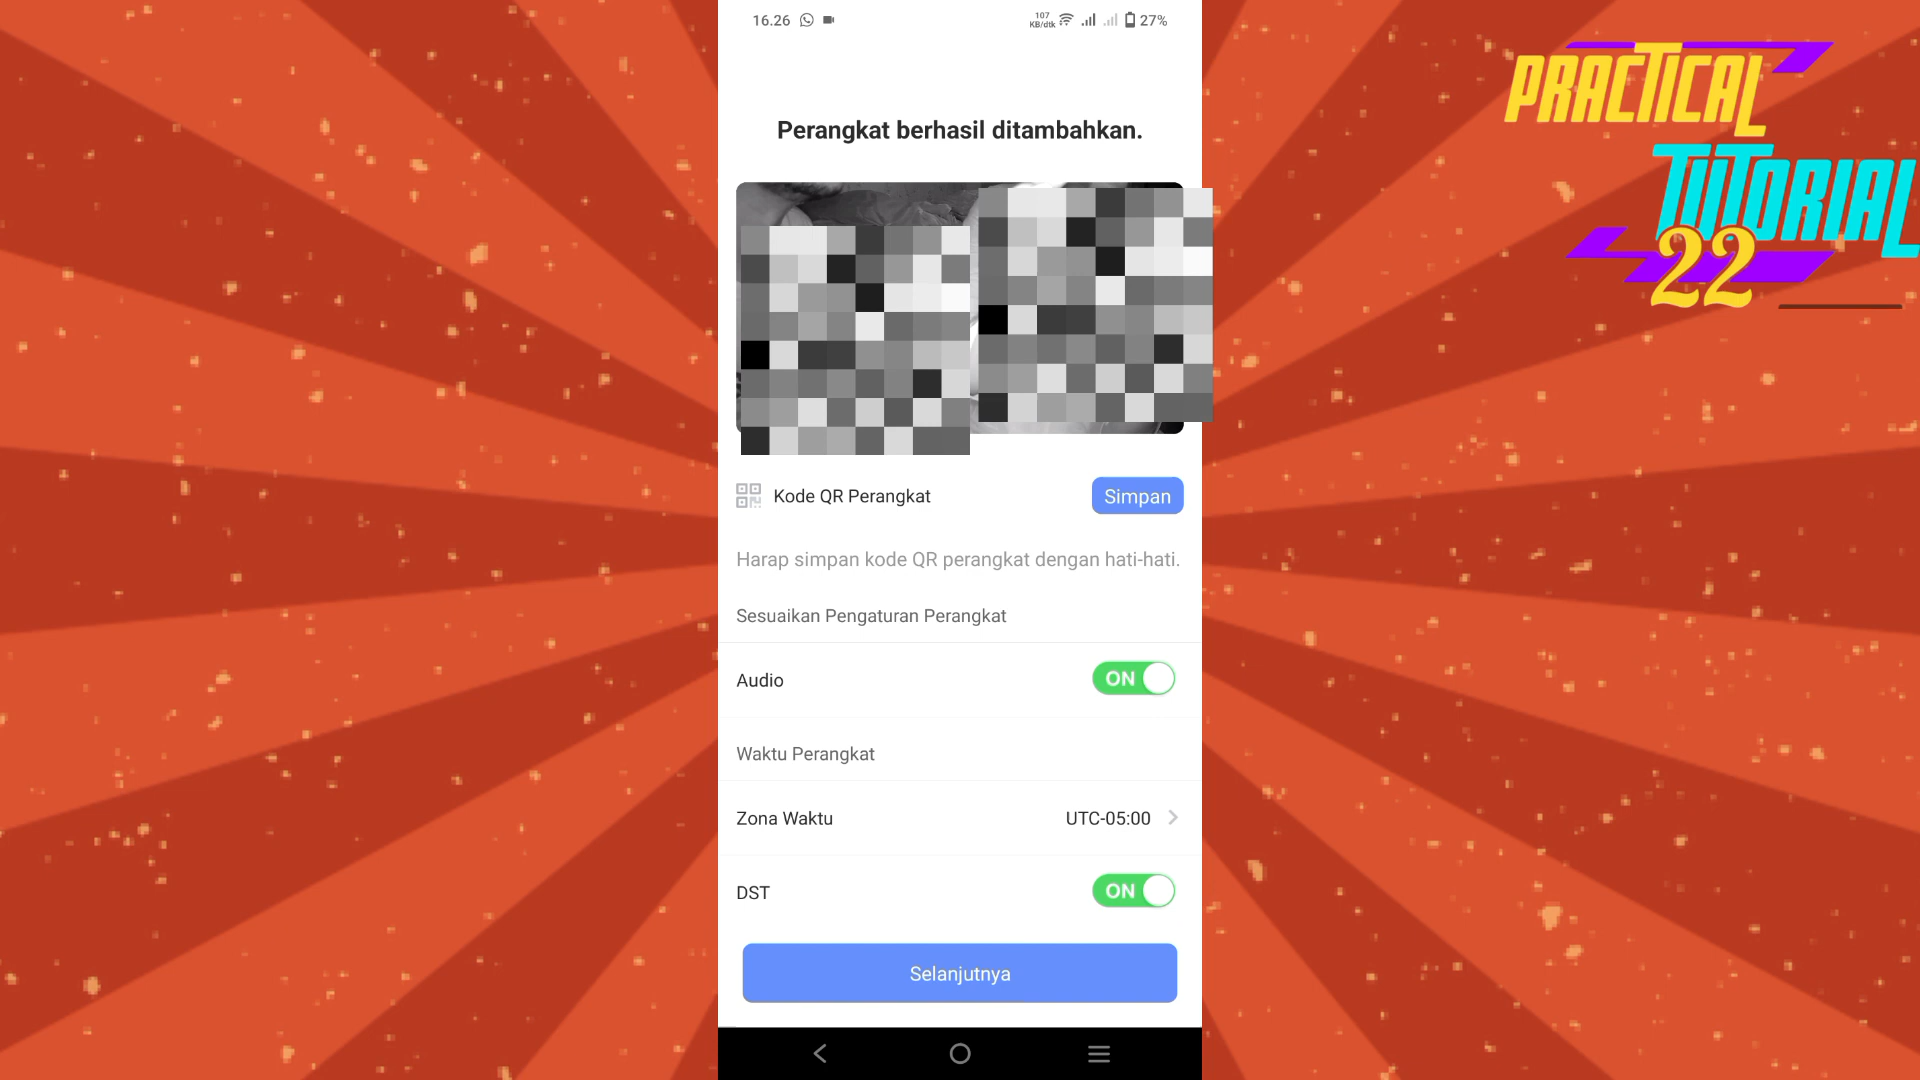 16.26
107
KB/dtk
27%
PRACTICAL
TUTORIAL
22
Perangkat berhasil ditambahkan.
Kode QR Perangkat
Simpan
Harap simpan kode QR perangkat dengan hati-hati.
Sesuaikan Pengaturan Perangkat
Audio
ON
Waktu Perangkat
Zona Waktu
UTC-05:00
DST
ON
Selanjutnya